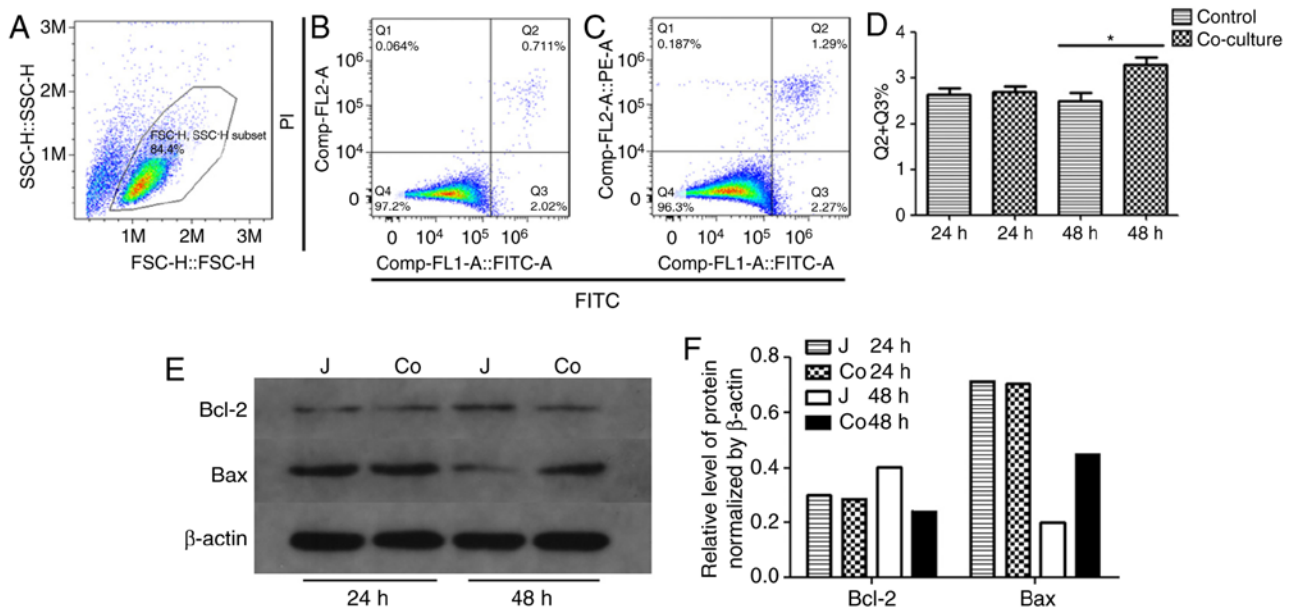 A
3M
2M
1M
SSC-H::SSC-H
FSC-H, SSC-H subset
84.4%
1M 2M 3M
FSC-H::FSC-H
PI
B
Q1
0.064%
Q2
0.711%
Q4
97.2%
Q3
2.02%
Comp-FL2-A
10⁶
10⁵
10⁴
0
0 10⁴ 10⁵ 10⁶
Comp-FL1-A::FITC-A
C
Q1
0.187%
Q2
1.29%
Q4
96.3%
Q3
2.27%
Comp-FL2-A::PE-A
10⁶
10⁵
10⁴
0
0 10⁴ 10⁵ 10⁶
Comp-FL1-A::FITC-A
FITC
D
Control
Co-culture
*
Q2+Q3%
4
3
2
1
0
24 h 24 h 48 h 48 h
E
J Co J Co
Bcl-2
Bax
β-actin
24 h 48 h
F
J 24 h
Co 24 h
J 48 h
Co 48 h
Relative level of protein
normalized by β-actin
0.8
0.6
0.4
0.2
0.0
Bcl-2 Bax